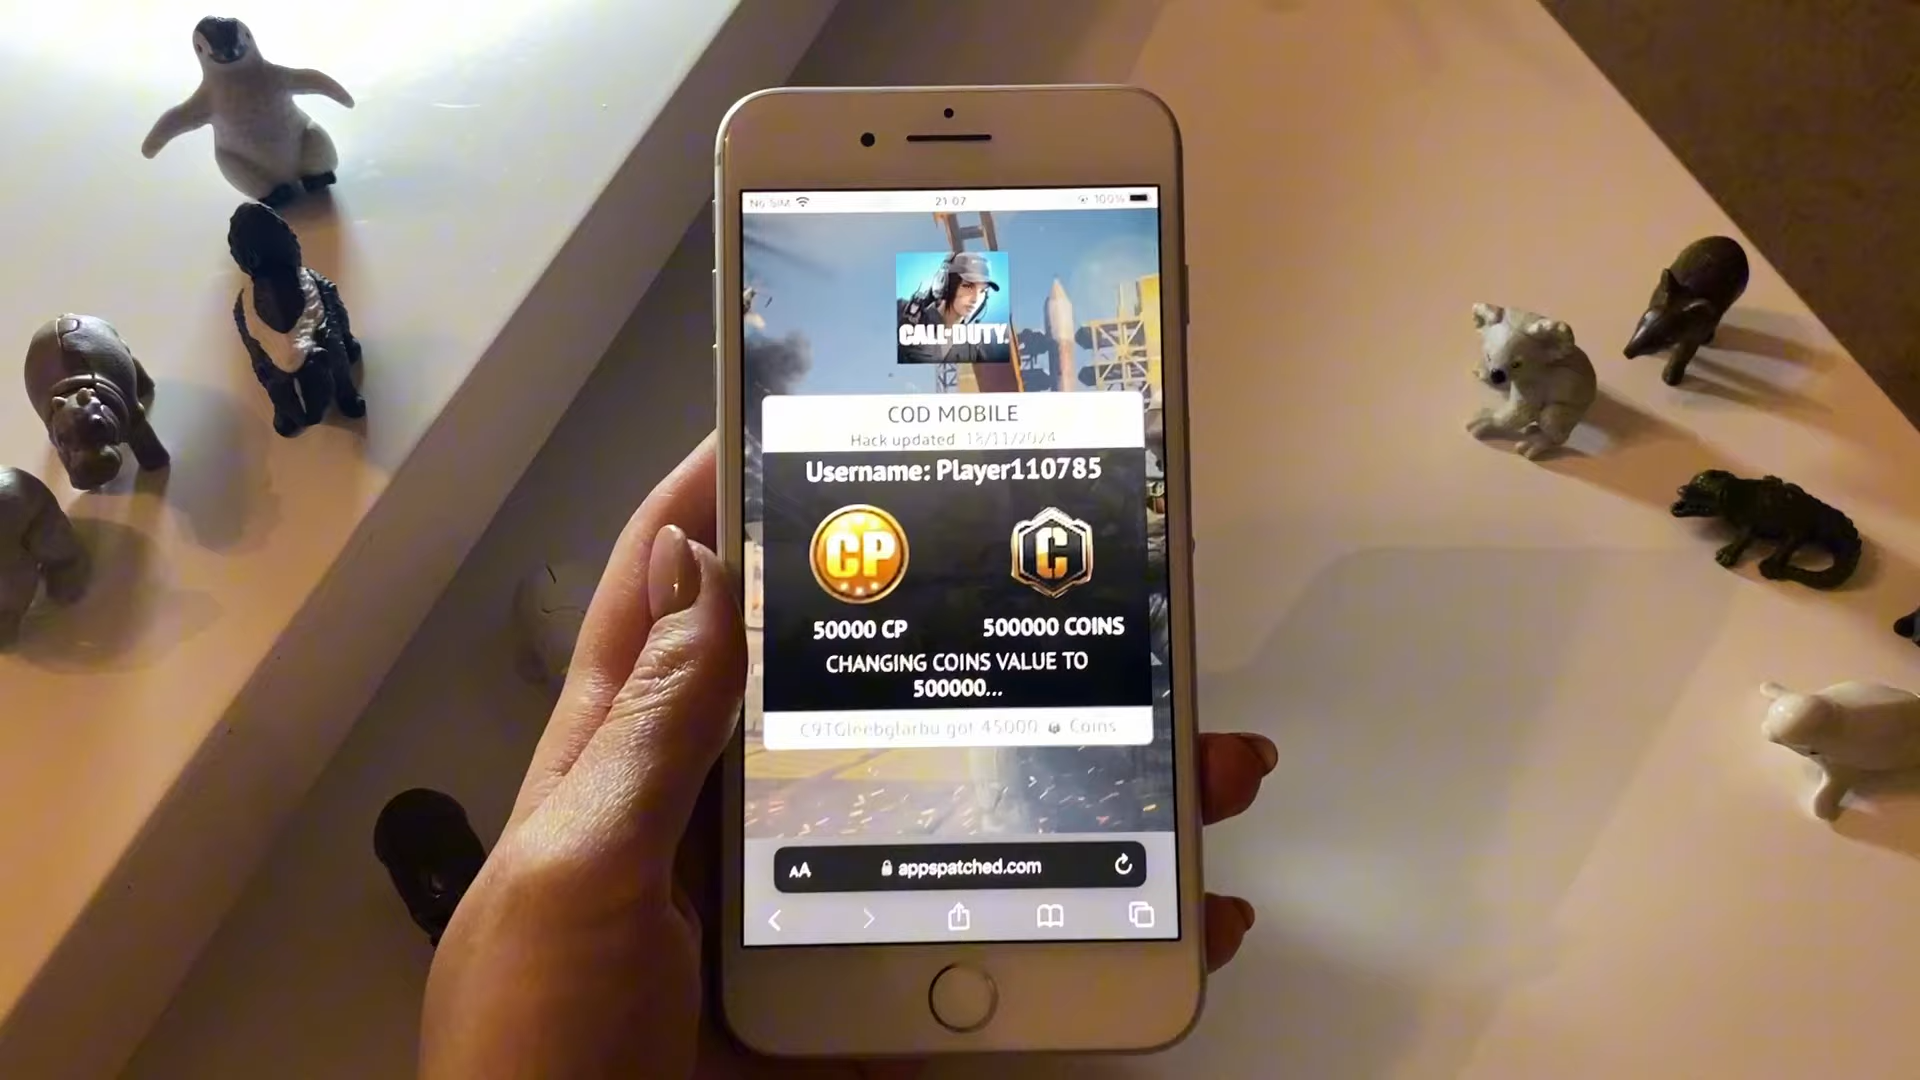 No SIM 21:07 100%
CALL OF DUTY.
COD MOBILE
Hack updated 18/11/2024
Username: Player110785
CP C
50000 CP 500000 COINS
CHANGING COINS VALUE TO
500000...
C9TGleebglarbu got 45000 Coins
AA appspatched.com